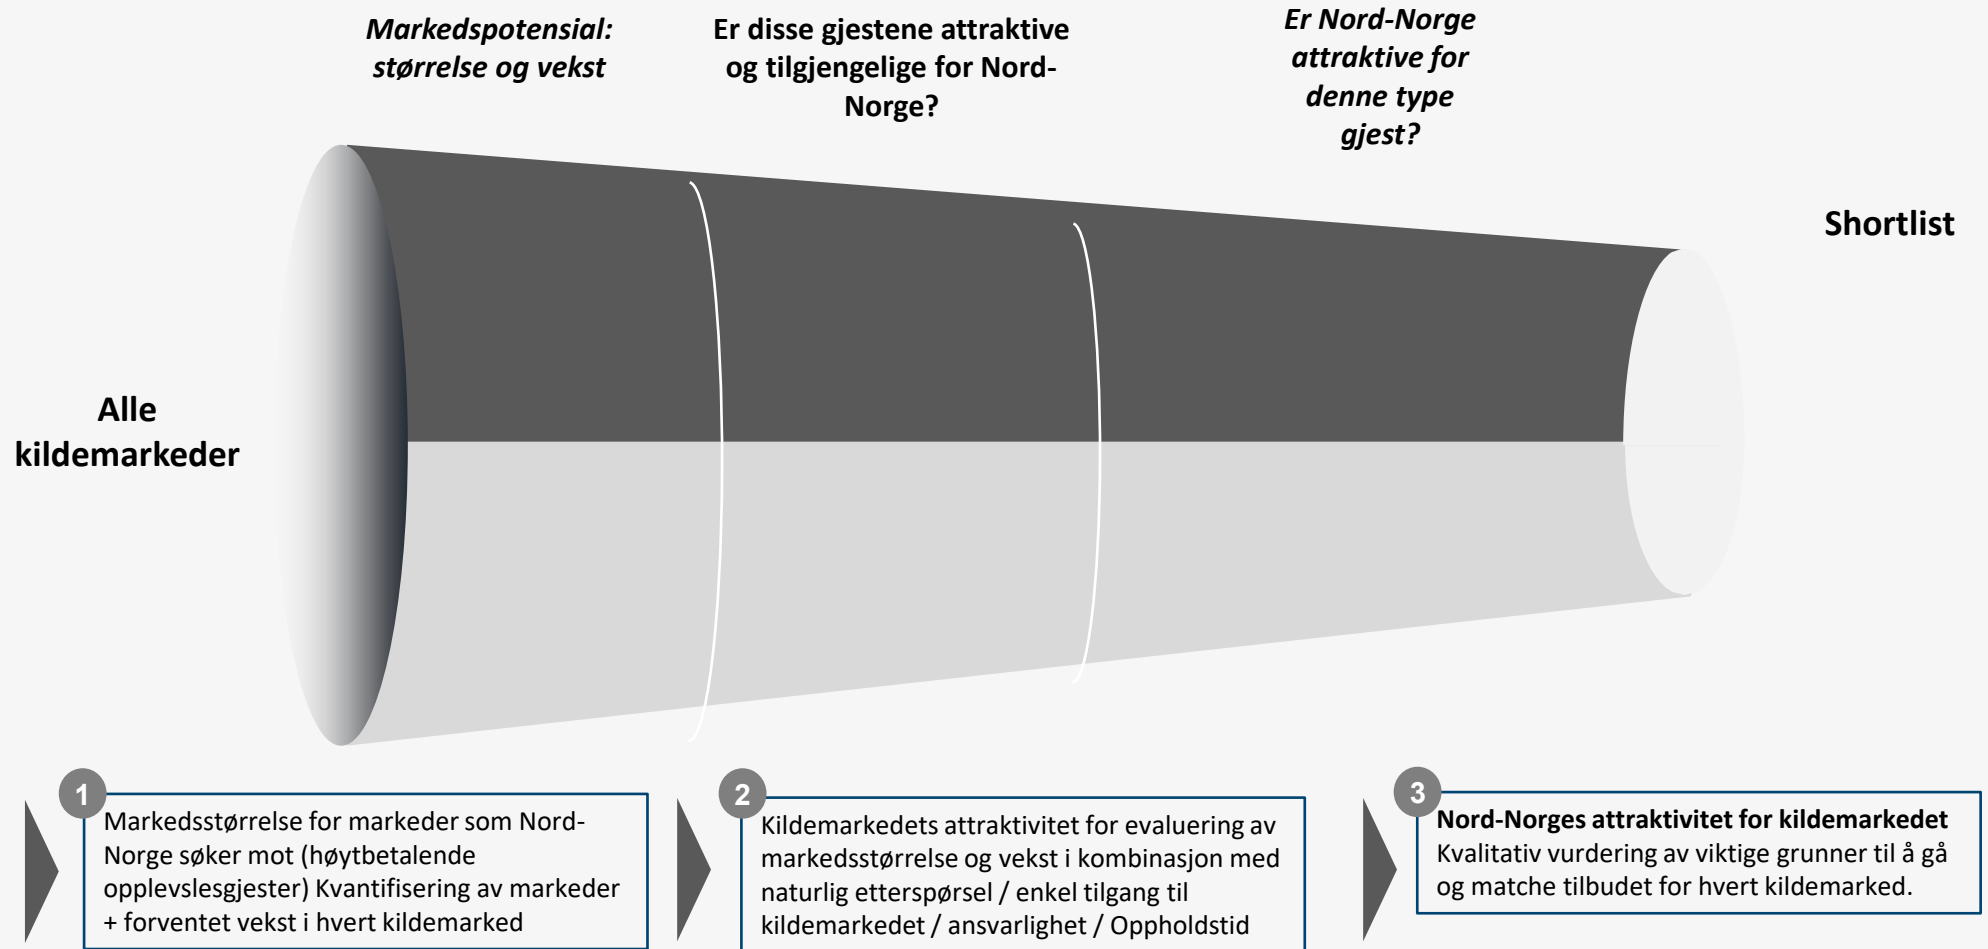 Markedspotensial:
størrelse og vekst
Er disse gjestene attraktive
og tilgjengelige for Nord-
Norge?
Er Nord-Norge
attraktive for
denne type
gjest?
Shortlist
Alle
kildemarkeder
1
Markedsstørrelse for markeder som Nord-
Norge søker mot (høytbetalende
opplevslesgjester) Kvantifisering av markeder
+ forventet vekst i hvert kildemarked
2
Kildemarkedets attraktivitet for evaluering av
markedsstørrelse og vekst i kombinasjon med
naturlig etterspørsel / enkel tilgang til
kildemarkedet / ansvarlighet / Oppholdstid
3
Nord-Norges attraktivitet for kildemarkedet
Kvalitativ vurdering av viktige grunner til å gå
og matche tilbudet for hvert kildemarked.